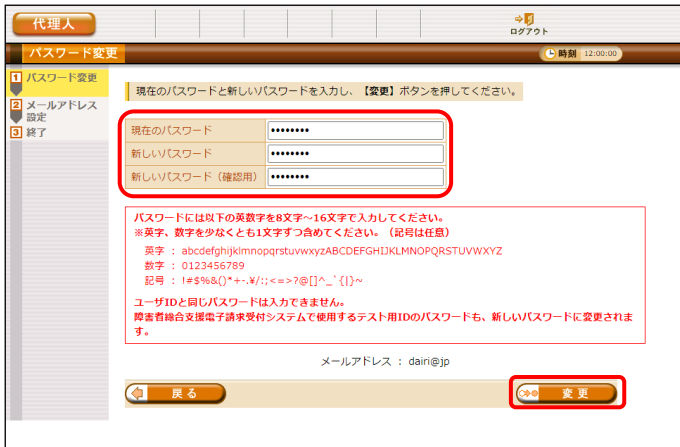 代理人
ログアウト
パスワード変更
時刻 12:00:00
1 パスワード変更
2 メールアドレス
設定
3 終了
現在のパスワードと新しいパスワードを入力し、【変更】ボタンを押してください。
現在のパスワード ••••••••
新しいパスワード ••••••••
新しいパスワード（確認用） ••••••••
パスワードには以下の英数字を8文字～16文字で入力してください。
※英字、数字を少なくとも1文字ずつ含めてください。（記号は任意）
英字 ： abcdefghijklmnopqrstuvwxyzABCDEFGHIJKLMNOPQRSTUVWXYZ
数字 ： 0123456789
記号 ： !#$%&()*+-.¥/:;<=>?@[]^_`{|}~
ユーザIDと同じパスワードは入力できません。
障害者総合支援電子請求受付システムで使用するテスト用IDのパスワードも、新しいパスワードに変更されま
す。
メールアドレス ： dairi@jp
戻る
変更